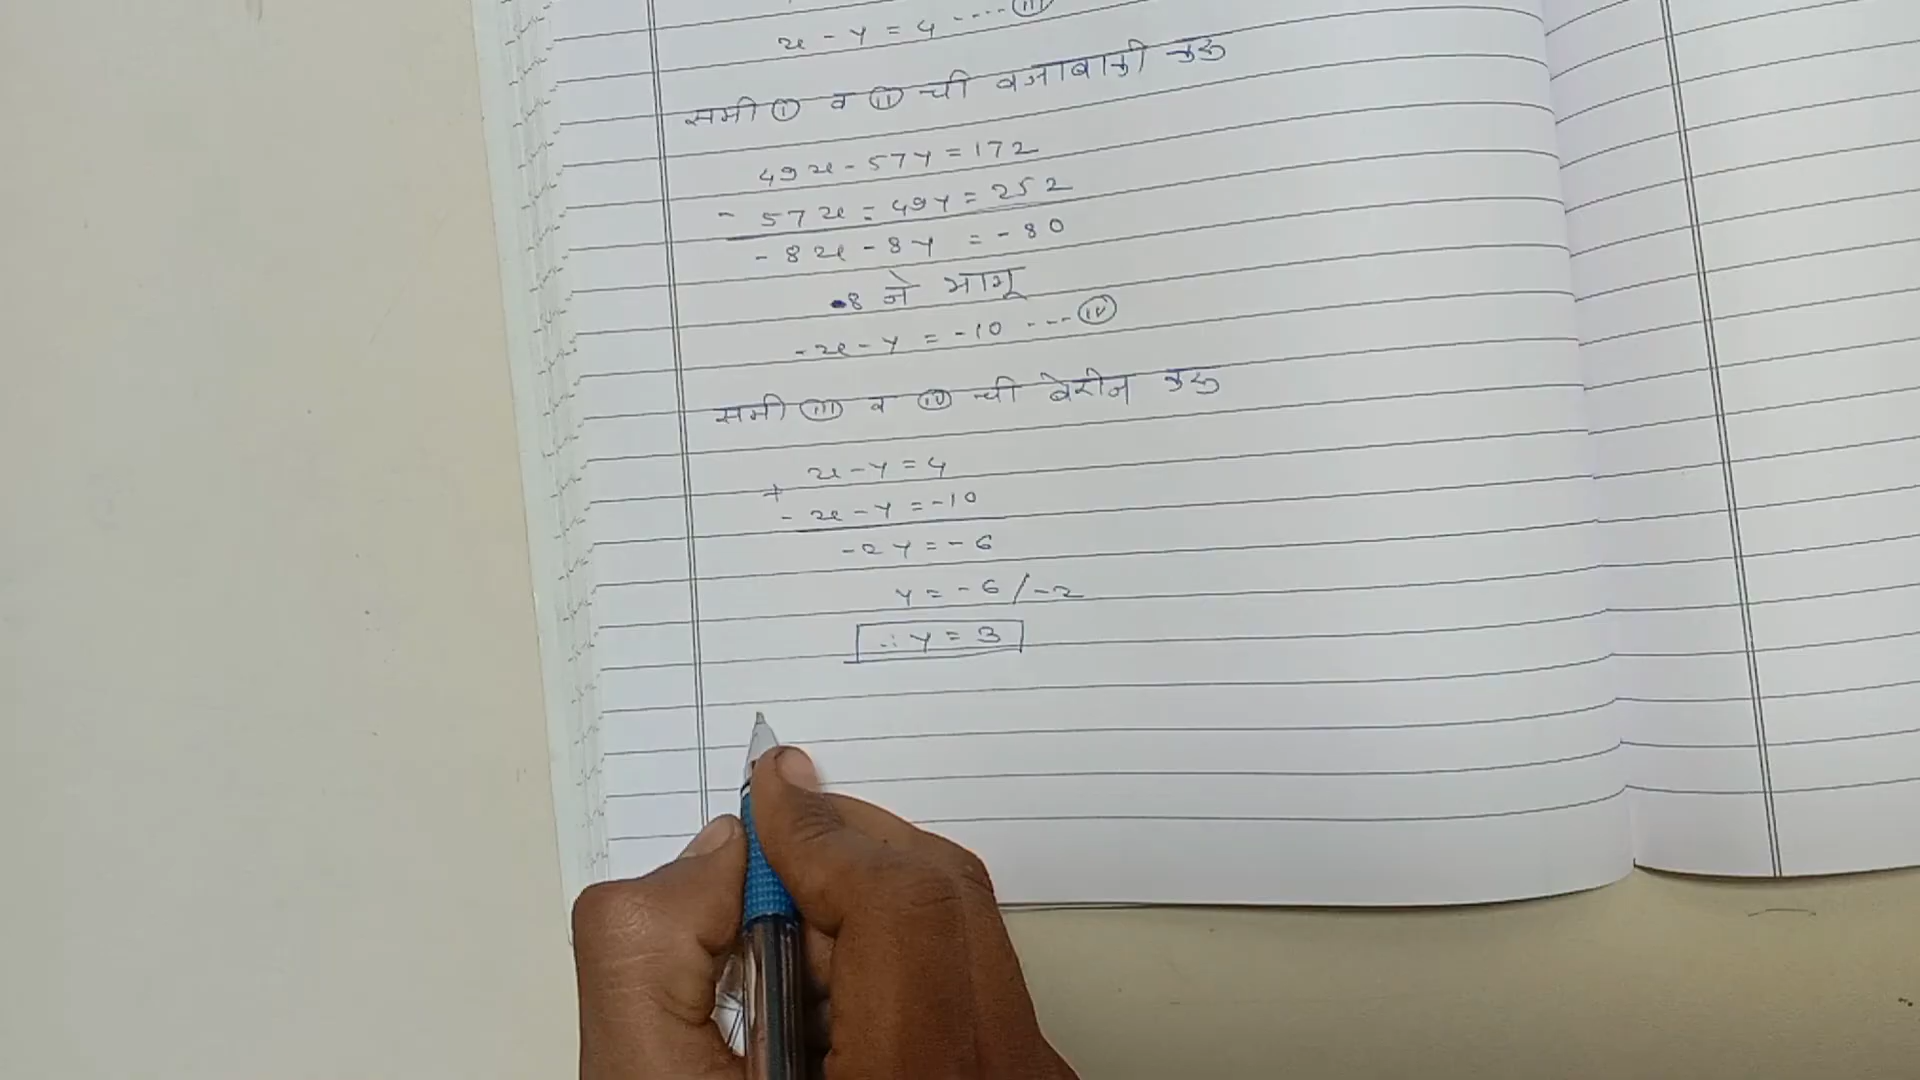 x - y = 4 ---- (III)
समी (I) व (II) ची वजाबाकी करू
49x - 57y = 172
- 57x = 49y = 252
- 8x - 8y = - 80
8 ने भागू
- x - y = - 10 --- (IV)
समी (III) व (IV) ची बेरीज करू
x - y = 4
+
- x - y = - 10
- 2y = - 6
y = - 6 / - 2
∴ y = 3